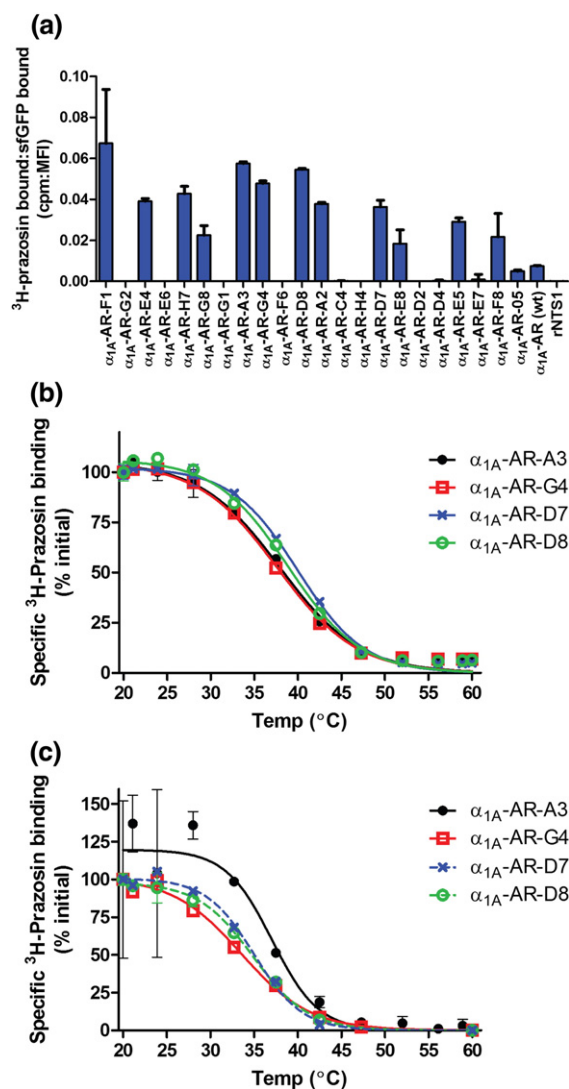 (a)
³H-prazosin bound:sfGFP bound
(cpm:MFI)
0.10
0.08
0.06
0.04
0.02
0.00
α₁A-AR-F1
α₁A-AR-G2
α₁A-AR-E4
α₁A-AR-E6
α₁A-AR-H7
α₁A-AR-G8
α₁A-AR-G1
α₁A-AR-A3
α₁A-AR-G4
α₁A-AR-F6
α₁A-AR-D8
α₁A-AR-A2
α₁A-AR-C4
α₁A-AR-H4
α₁A-AR-D7
α₁A-AR-E8
α₁A-AR-D2
α₁A-AR-D4
α₁A-AR-E5
α₁A-AR-E7
α₁A-AR-F8
α₁A-AR-05
α₁A-AR (wt)
rNTS1
(b)
Specific ³H-Prazosin binding
(% initial)
100
75
50
25
0
20 25 30 35 40 45 50 55 60
Temp (°C)
α₁A-AR-A3
α₁A-AR-G4
α₁A-AR-D7
α₁A-AR-D8
(c)
Specific ³H-Prazosin binding
(% initial)
150
125
100
75
50
25
0
20 25 30 35 40 45 50 55 60
Temp (°C)
α₁A-AR-A3
α₁A-AR-G4
α₁A-AR-D7
α₁A-AR-D8